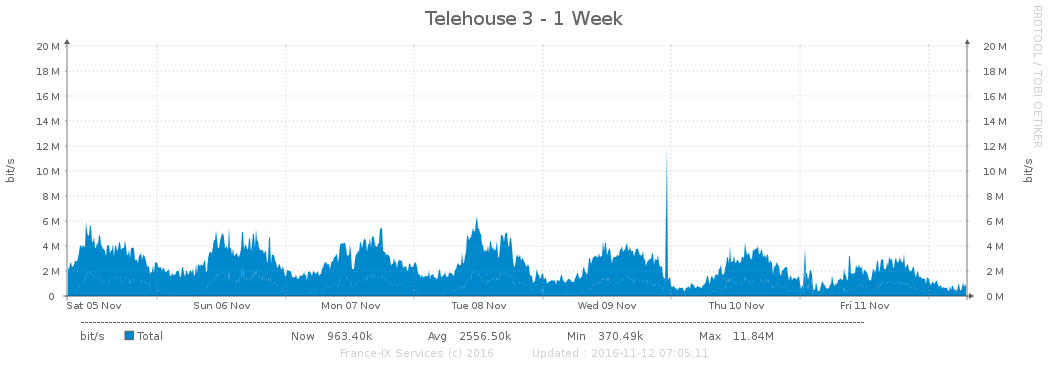 Telehouse 3 - 1 Week
RRDTOOL / TOBI OETIKER
bit/s
20 M 20 M
18 M 18 M
16 M 16 M
14 M 14 M
12 M 12 M
10 M 10 M
8 M 8 M
6 M 6 M
4 M 4 M
2 M 2 M
0 0 M
bit/s
Sat 05 Nov Sun 06 Nov Mon 07 Nov Tue 08 Nov Wed 09 Nov Thu 10 Nov Fri 11 Nov
bit/s Total Now 963.40k Avg 2556.50k Min 370.49k Max 11.84M
France-IX Services (c) 2016 Updated : 2016-11-12 07:05:11